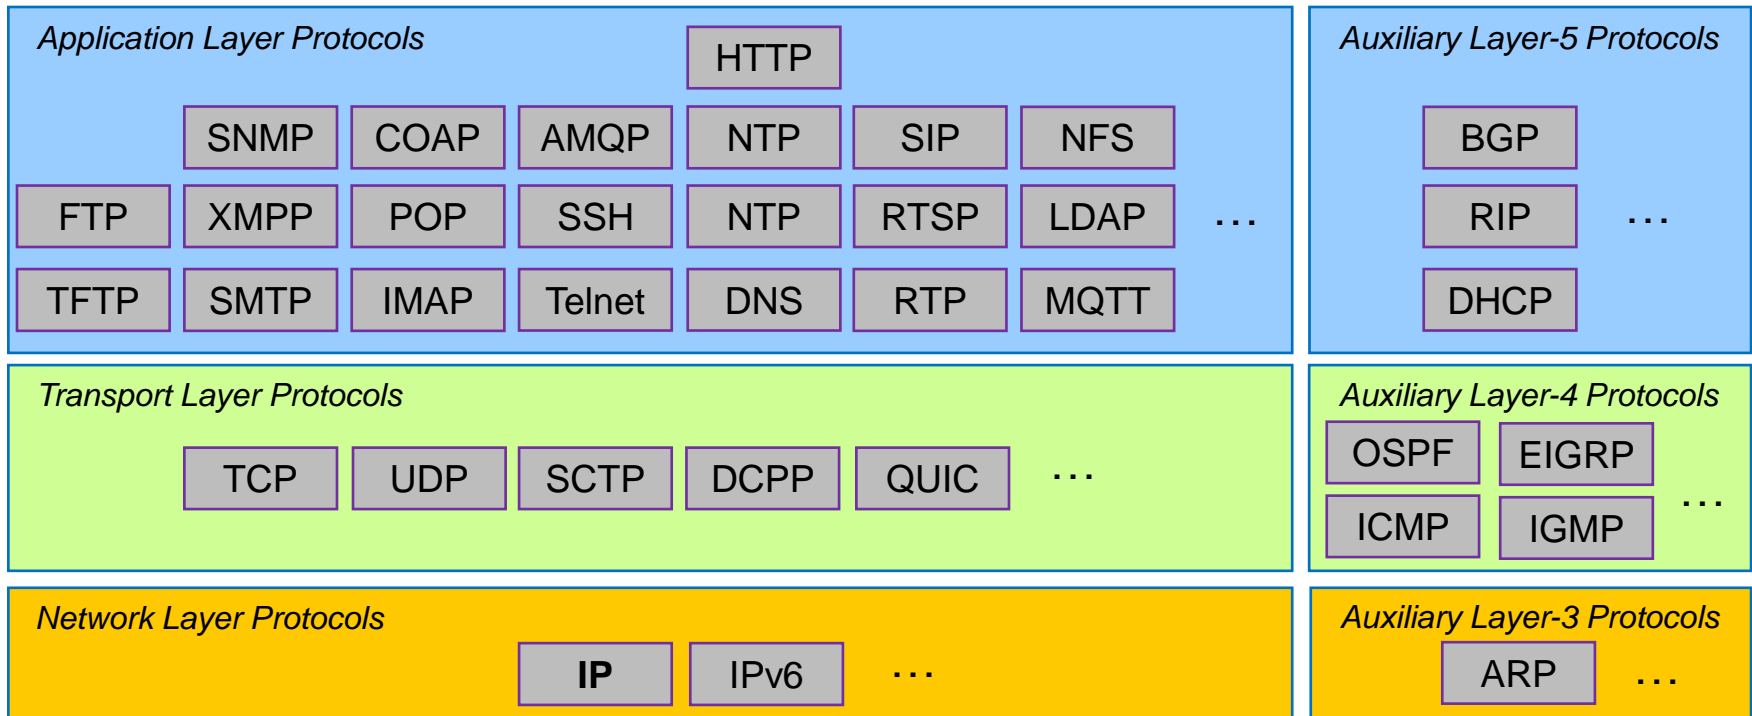 Application Layer Protocols
HTTP
SNMP COAP AMQP NTP SIP NFS
FTP XMPP POP SSH NTP RTSP LDAP ...
TFTP SMTP IMAP Telnet DNS RTP MQTT
Auxiliary Layer-5 Protocols
BGP
RIP ...
DHCP
Transport Layer Protocols
TCP UDP SCTP DCPP QUIC ...
Auxiliary Layer-4 Protocols
OSPF EIGRP
ICMP IGMP ...
Network Layer Protocols
IP IPv6 ...
Auxiliary Layer-3 Protocols
ARP ...